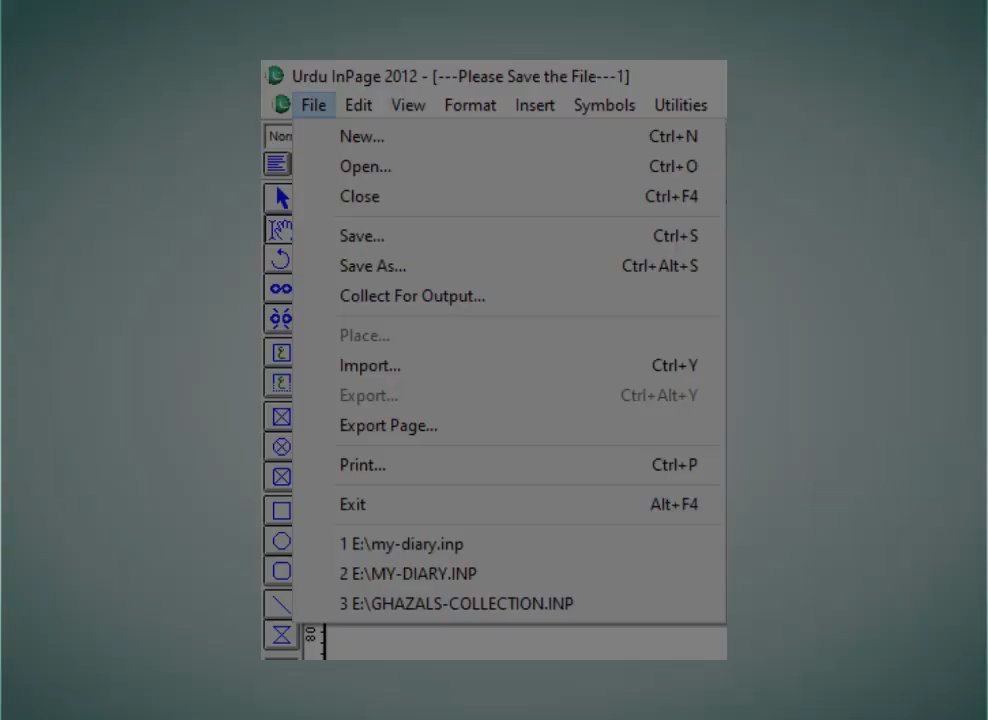 Urdu InPage 2012 - [---Please Save the File---1]
File Edit View Format Insert Symbols Utilities
New... Ctrl+N
Open... Ctrl+O
Close Ctrl+F4
Save... Ctrl+S
Save As... Ctrl+Alt+S
Collect For Output...
Place...
Import... Ctrl+Y
Export... Ctrl+Alt+Y
Export Page...
Print... Ctrl+P
Exit Alt+F4
1 E:\my-diary.inp
2 E:\MY-DIARY.INP
3 E:\GHAZALS-COLLECTION.INP
80